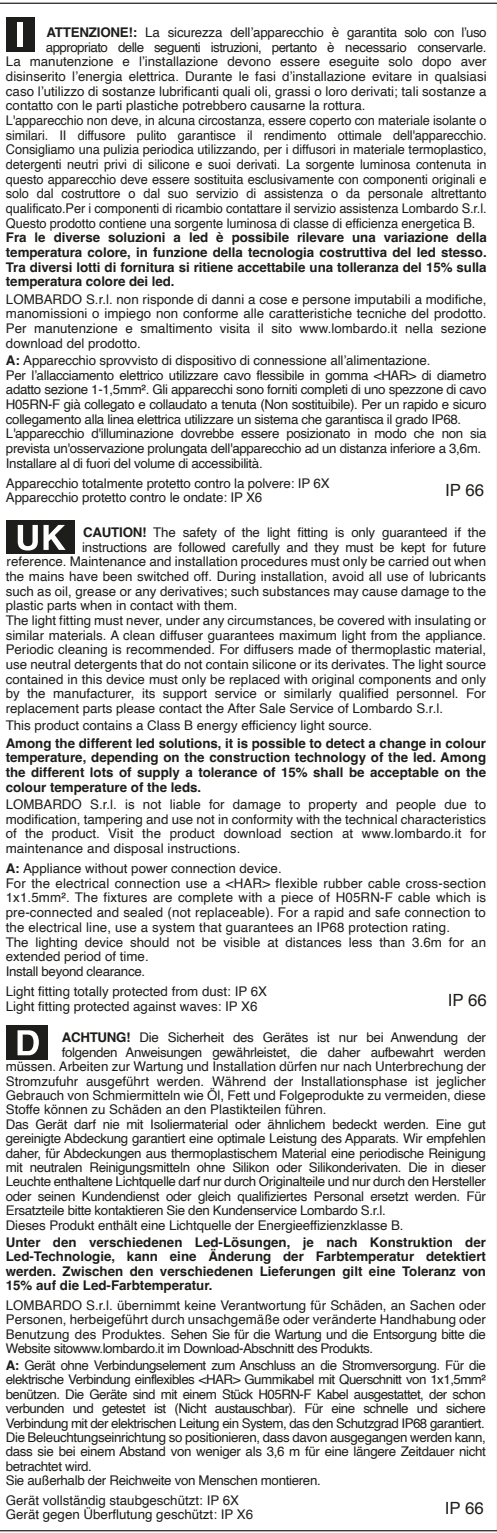 I ATTENZIONE!: La sicurezza dell'apparecchio è garantita solo con l'uso
appropriato delle seguenti istruzioni, pertanto è necessario conservarle.
La manutenzione e l'installazione devono essere eseguite solo dopo aver
disinserito l'energia elettrica. Durante le fasi d'installazione evitare in qualsiasi
caso l'utilizzo di sostanze lubrificanti quali oli, grassi o loro derivati; tali sostanze a
contatto con le parti plastiche potrebbero causarne la rottura.
L'apparecchio non deve, in alcuna circostanza, essere coperto con materiale isolante o
similari. Il diffusore pulito garantisce il rendimento ottimale dell'apparecchio.
Consigliamo una pulizia periodica utilizzando, per i diffusori in materiale termoplastico,
detergenti neutri privi di silicone e suoi derivati. La sorgente luminosa contenuta in
questo apparecchio deve essere sostituita esclusivamente con componenti originali e
solo dal costruttore o dal suo servizio di assistenza o da personale altrettanto
qualificato.Per i componenti di ricambio contattare il servizio assistenza Lombardo S.r.l.
Questo prodotto contiene una sorgente luminosa di classe di efficienza energetica B.
Fra le diverse soluzioni a led è possibile rilevare una variazione della
temperatura colore, in funzione della tecnologia costruttiva del led stesso.
Tra diversi lotti di fornitura si ritiene accettabile una tolleranza del 15% sulla
temperatura colore dei led.
LOMBARDO S.r.l. non risponde di danni a cose e persone imputabili a modifiche,
manomissioni o impiego non conforme alle caratteristiche tecniche del prodotto.
Per manutenzione e smaltimento visita il sito www.lombardo.it nella sezione
download del prodotto.
A: Apparecchio sprovvisto di dispositivo di connessione all'alimentazione.
Per l'allacciamento elettrico utilizzare cavo flessibile in gomma <HAR> di diametro
adatto sezione 1-1,5mm². Gli apparecchi sono forniti completi di uno spezzone di cavo
H05RN-F già collegato e collaudato a tenuta (Non sostituibile). Per un rapido e sicuro
collegamento alla linea elettrica utilizzare un sistema che garantisca il grado IP68.
L'apparecchio d'illuminazione dovrebbe essere posizionato in modo che non sia
prevista un'osservazione prolungata dell'apparecchio ad un distanza inferiore a 3,6m.
Installare al di fuori del volume di accessibilità.
Apparecchio totalmente protetto contro la polvere: IP 6X
Apparecchio protetto contro le ondate: IP X6
IP 66
UK CAUTION! The safety of the light fitting is only guaranteed if the
instructions are followed carefully and they must be kept for future
reference. Maintenance and installation procedures must only be carried out when
the mains have been switched off. During installation, avoid all use of lubricants
such as oil, grease or any derivatives; such substances may cause damage to the
plastic parts when in contact with them.
The light fitting must never, under any circumstances, be covered with insulating or
similar materials. A clean diffuser guarantees maximum light from the appliance.
Periodic cleaning is recommended. For diffusers made of thermoplastic material,
use neutral detergents that do not contain silicone or its derivates. The light source
contained in this device must only be replaced with original components and only
by the manufacturer, its support service or similarly qualified personnel. For
replacement parts please contact the After Sale Service of Lombardo S.r.l.
This product contains a Class B energy efficiency light source.
Among the different led solutions, it is possible to detect a change in colour
temperature, depending on the construction technology of the led. Among
the different lots of supply a tolerance of 15% shall be acceptable on the
colour temperature of the leds.
LOMBARDO S.r.l. is not liable for damage to property and people due to
modification, tampering and use not in conformity with the technical characteristics
of the product. Visit the product download section at www.lombardo.it for
maintenance and disposal instructions.
A: Appliance without power connection device.
For the electrical connection use a <HAR> flexible rubber cable cross-section
1x1.5mm². The fixtures are complete with a piece of H05RN-F cable which is
pre-connected and sealed (not replaceable). For a rapid and safe connection to
the electrical line, use a system that guarantees an IP68 protection rating.
The lighting device should not be visible at distances less than 3.6m for an
extended period of time.
Install beyond clearance.
Light fitting totally protected from dust: IP 6X
Light fitting protected against waves: IP X6
IP 66
D ACHTUNG! Die Sicherheit des Gerätes ist nur bei Anwendung der
folgenden Anweisungen gewährleistet, die daher aufbewahrt werden
müssen. Arbeiten zur Wartung und Installation dürfen nur nach Unterbrechung der
Stromzufuhr ausgeführt werden. Während der Installationsphase ist jeglicher
Gebrauch von Schmiermitteln wie Öl, Fett und Folgeprodukte zu vermeiden, diese
Stoffe können zu Schäden an den Plastikteilen führen.
Das Gerät darf nie mit Isoliermaterial oder ähnlichem bedeckt werden. Eine gut
gereinigte Abdeckung garantiert eine optimale Leistung des Apparats. Wir empfehlen
daher, für Abdeckungen aus thermoplastischem Material eine periodische Reinigung
mit neutralen Reinigungsmitteln ohne Silikon oder Silikonderivaten. Die in dieser
Leuchte enthaltene Lichtquelle darf nur durch Originalteile und nur durch den Hersteller
oder seinen Kundendienst oder gleich qualifiziertes Personal ersetzt werden. Für
Ersatzteile bitte kontaktieren Sie den Kundenservice Lombardo S.r.l.
Dieses Produkt enthält eine Lichtquelle der Energieeffizienzklasse B.
Unter den verschiedenen Led-Lösungen, je nach Konstruktion der
Led-Technologie, kann eine Änderung der Farbtemperatur detektiert
werden. Zwischen den verschiedenen Lieferungen gilt eine Toleranz von
15% auf die Led-Farbtemperatur.
LOMBARDO S.r.l. übernimmt keine Verantwortung für Schäden, an Sachen oder
Personen, herbeigeführt durch unsachgemäße oder veränderte Handhabung oder
Benutzung des Produktes. Sehen Sie für die Wartung und die Entsorgung bitte die
Website sitowww.lombardo.it im Download-Abschnitt des Produkts.
A: Gerät ohne Verbindungselement zum Anschluss an die Stromversorgung. Für die
elektrische Verbindung einflexibles <HAR> Gummikabel mit Querschnitt von 1x1,5mm²
benützen. Die Geräte sind mit einem Stück H05RN-F Kabel ausgestattet, der schon
verbunden und getestet ist (Nicht austauschbar). Für eine schnelle und sichere
Verbindung mit der elektrischen Leitung ein System, das den Schutzgrad IP68 garantiert.
Die Beleuchtungseinrichtung so positionieren, dass davon ausgegangen werden kann,
dass sie bei einem Abstand von weniger als 3,6 m für eine längere Zeitdauer nicht
betrachtet wird.
Sie außerhalb der Reichweite von Menschen montieren.
Gerät vollständig staubgeschützt: IP 6X
Gerät gegen Überflutung geschützt: IP X6
IP 66